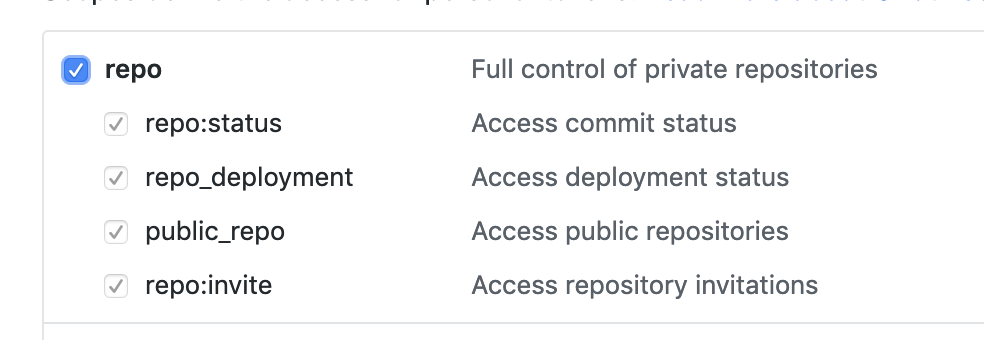 repo Full control of private repositories
repo:status Access commit status
repo_deployment Access deployment status
public_repo Access public repositories
repo:invite Access repository invitations